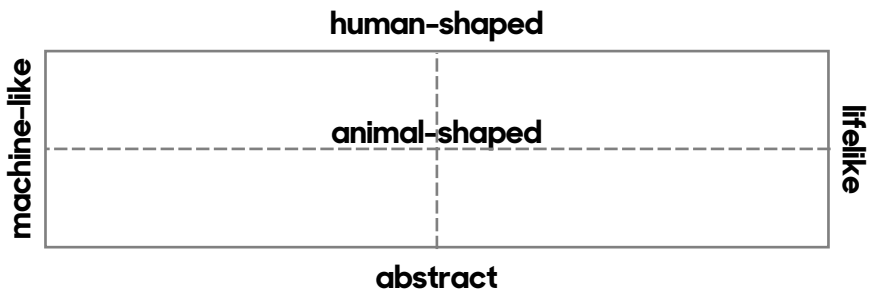 human-shaped
machine-like
animal-shaped
lifelike
abstract